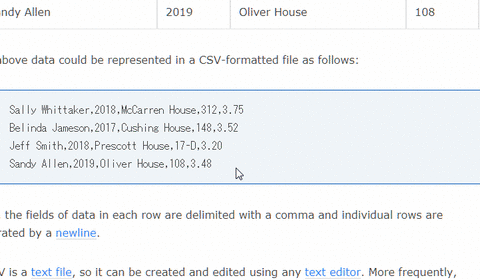 ndy Allen 2019 Oliver House 108
above data could be represented in a CSV-formatted file as follows:
Sally Whittaker,2018,McCarren House,312,3.75
Belinda Jameson,2017,Cushing House,148,3.52
Jeff Smith,2018,Prescott House,17-D,3.20
Sandy Allen,2019,Oliver House,108,3.48
, the fields of data in each row are delimited with a comma and individual rows are
rated by a newline.
V is a text file, so it can be created and edited using any text editor. More frequently,